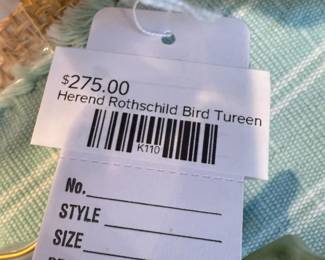 $275.00
Herend Rothschild Bird Tureen
K110
No.
STYLE
SIZE